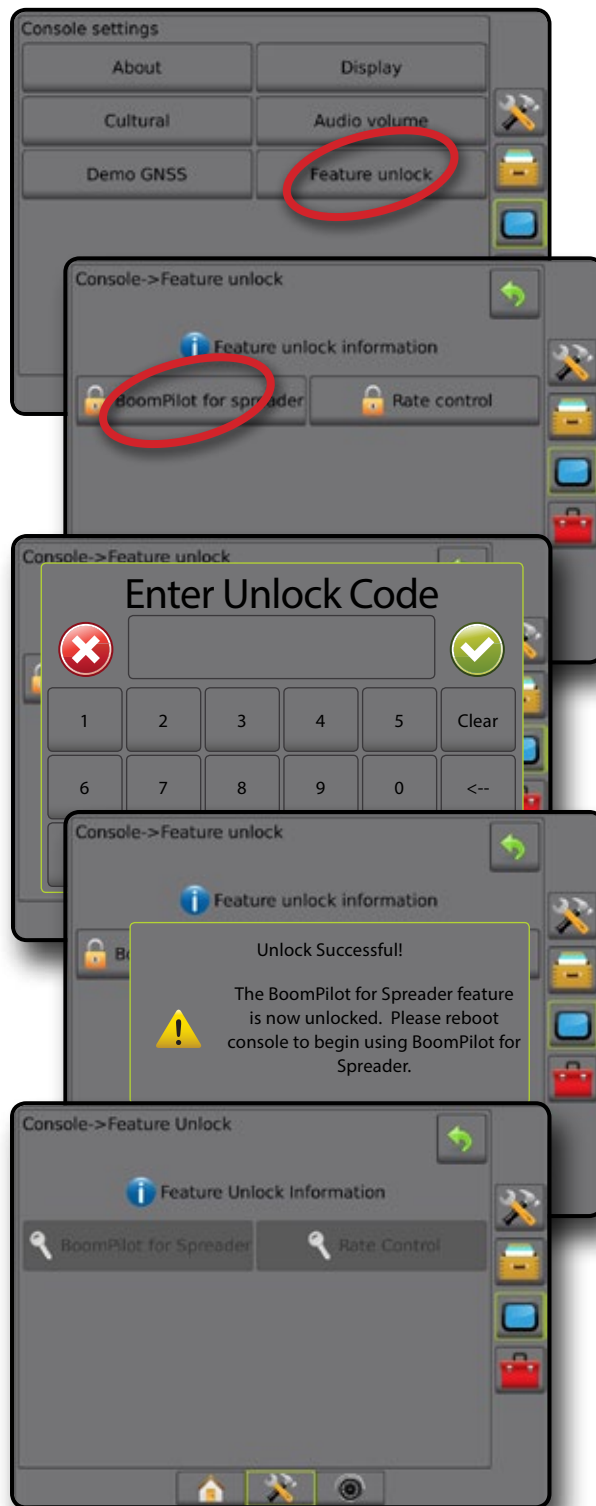 Console settings
About Display
Cultural Audio volume
Demo GNSS Feature unlock
Console->Feature unlock
Feature unlock information
BoomPilot for spreader Rate control
Console->Feature unlock
Enter Unlock Code
1 2 3 4 5 Clear
6 7 8 9 0 <--
Console->Feature unlock
Feature unlock information
Unlock Successful!
The BoomPilot for Spreader feature
is now unlocked. Please reboot
console to begin using BoomPilot for
Spreader.
Console->Feature Unlock
Feature Unlock Information
BoomPilot for Spreader Rate Control